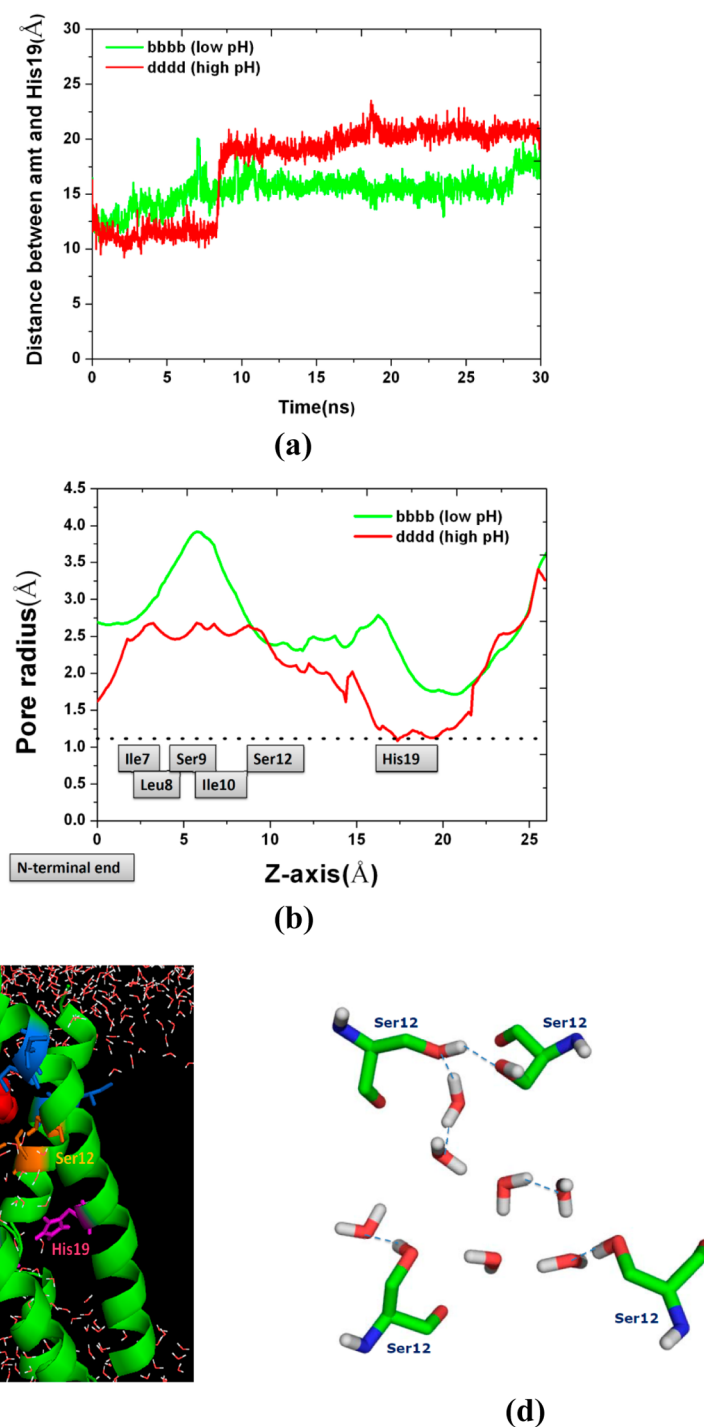 30
25
20
15
10
5
0
Distance between amt and His19(Å)
bbbb (low pH)
dddd (high pH)
0 5 10 15 20 25 30
Time(ns)
(a)
4.5
4.0
3.5
3.0
2.5
2.0
1.5
1.0
0.5
0.0
Pore radius(Å)
bbbb (low pH)
dddd (high pH)
Ile7 Ser9 Ser12 His19
Leu8 Ile10
0 5 10 15 20 25
N-terminal end
Z-axis(Å)
(b)
Ser12
His19
Ser12 Ser12
Ser12 Ser12
(d)